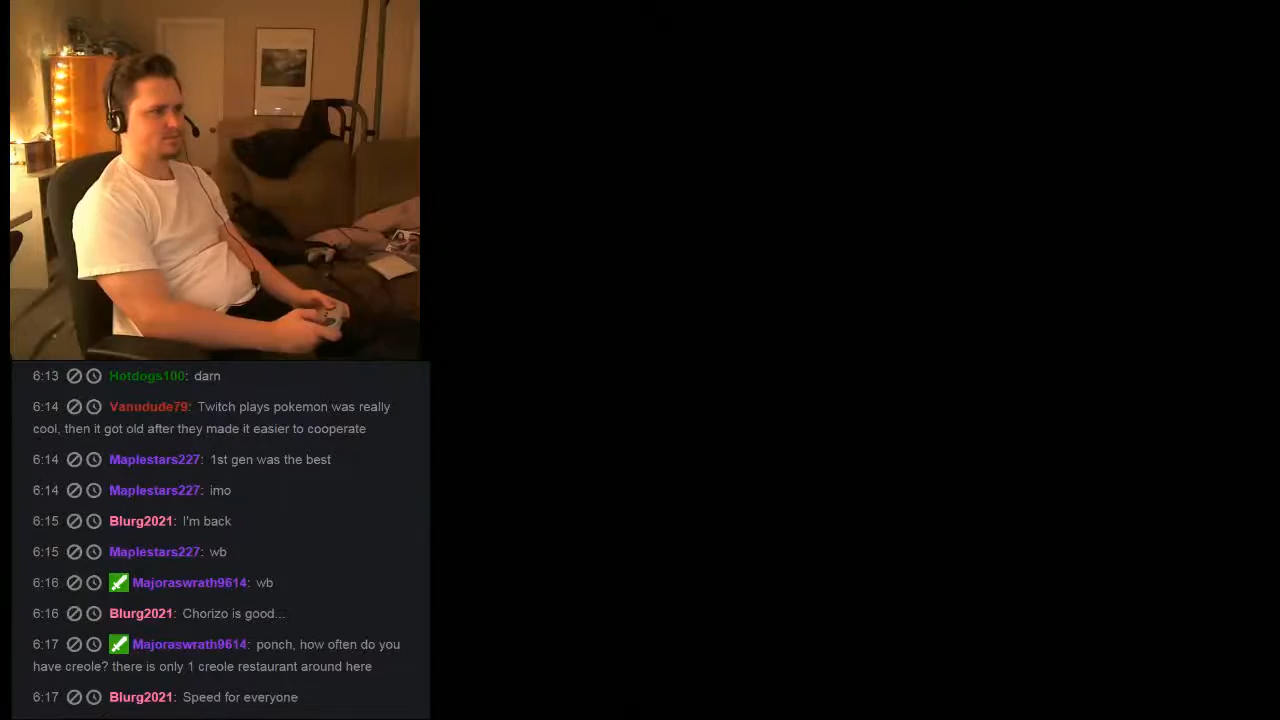 6:13 Hotdogs100: darn
6:14 Vanudude79: Twitch plays pokemon was really
cool, then it got old after they made it easier to cooperate
6:14 Maplestars227: 1st gen was the best
6:14 Maplestars227: imo
6:15 Blurg2021: I'm back
6:15 Maplestars227: wb
6:16 Majoraswrath9614: wb
6:16 Blurg2021: Chorizo is good...
6:17 Majoraswrath9614: ponch, how often do you
have creole? there is only 1 creole restaurant around here
6:17 Blurg2021: Speed for everyone